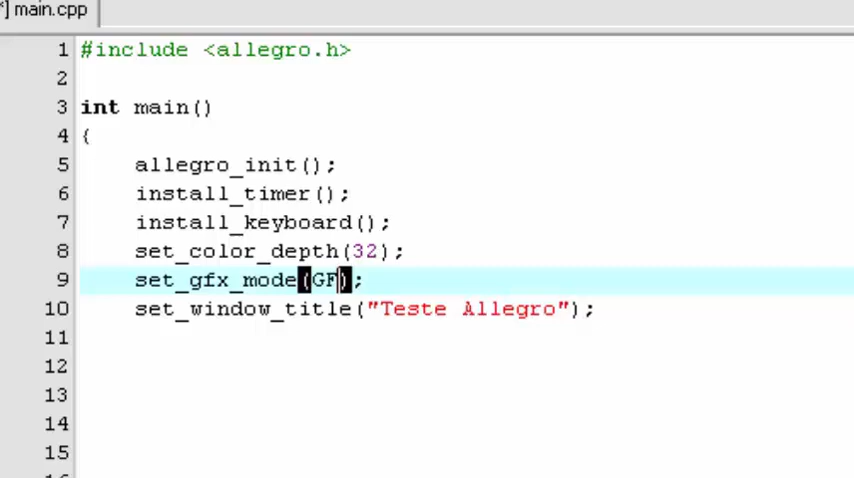 *] main.cpp
1 #include <allegro.h>
2
3 int main()
4 {
5 allegro_init();
6 install_timer();
7 install_keyboard();
8 set_color_depth(32);
9 set_gfx_mode(GF);
10 set_window_title("Teste Allegro");
11
12
13
14
15
16